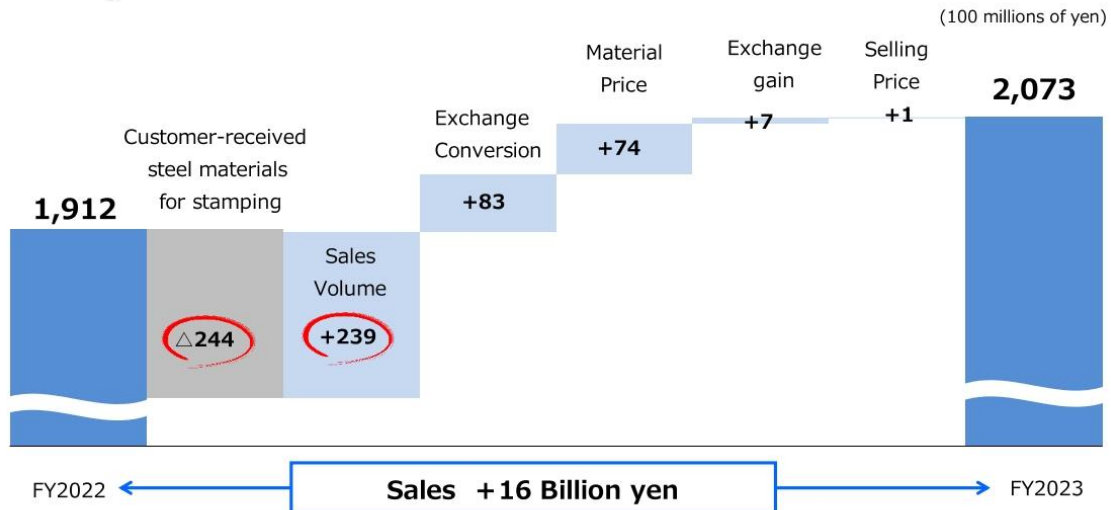 (100 millions of yen)
1,912
Customer-received
steel materials
for stamping
△244
Sales
Volume
+239
Exchange
Conversion
+83
Material
Price
+74
Exchange
gain
+7
Selling
Price
+1
2,073
FY2022
Sales +16 Billion yen
FY2023